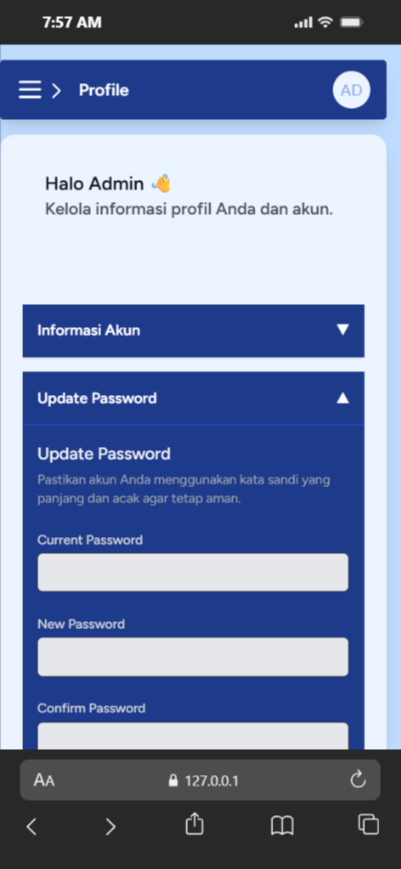 7:57 AM
Profile
AD
Halo Admin 👋
Kelola informasi profil Anda dan akun.
Informasi Akun ▼
Update Password ▲
Update Password
Pastikan akun Anda menggunakan kata sandi yang
panjang dan acak agar tetap aman.
Current Password
New Password
Confirm Password
AA
127.0.0.1